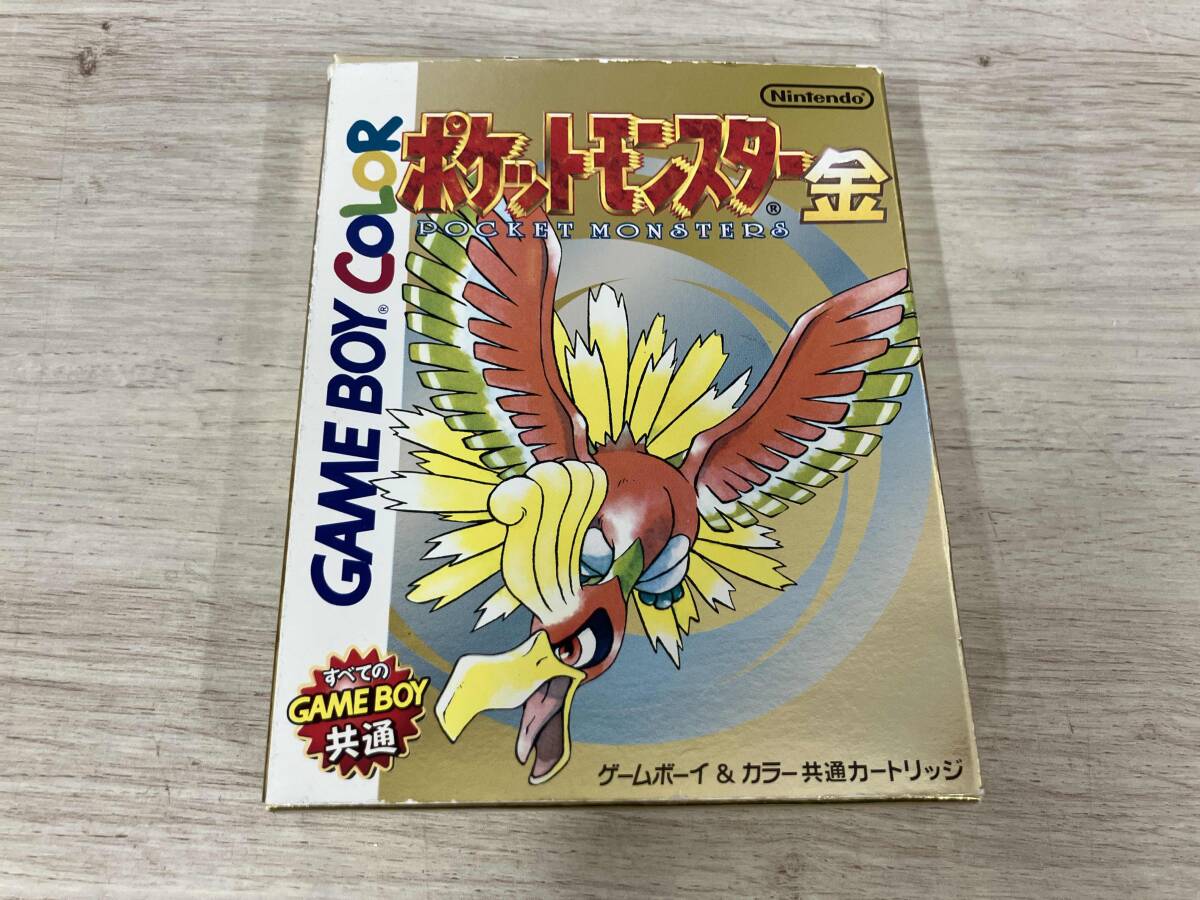 Nintendo®
ポケットモンスター金
®
POCKET MONSTERS
GAME BOY® COLOR
すべての
GAME BOY
共通
ゲームボーイ & カラー共通カートリッジ